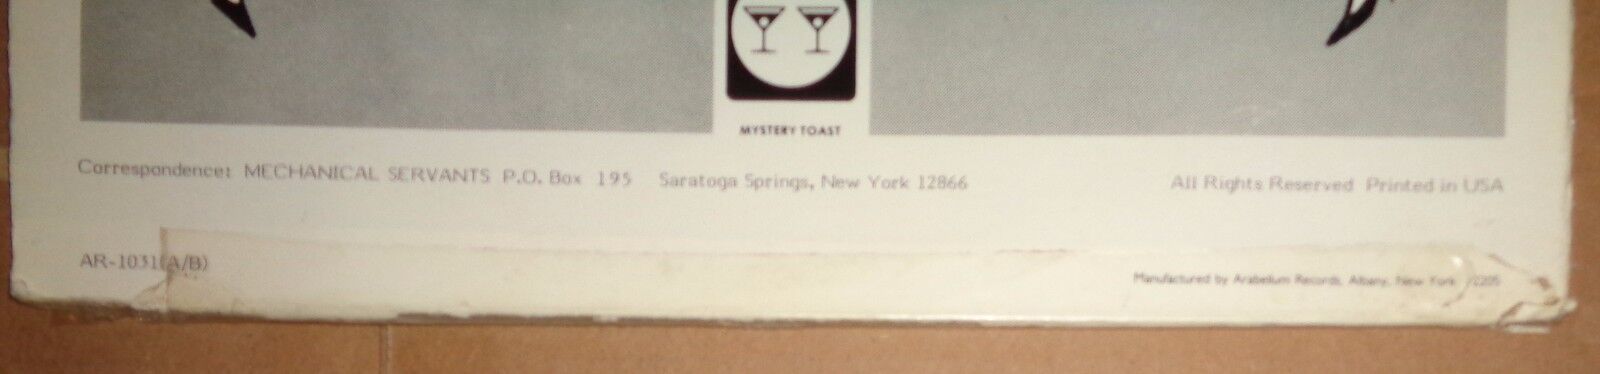 MYSTERY TOAST
Correspondence: MECHANICAL SERVANTS P.O. Box 195 Saratoga Springs, New York 12866
All Rights Reserved Printed in USA
AR-1031(A/B)
Manufactured by Arabellum Records, Albany, New York